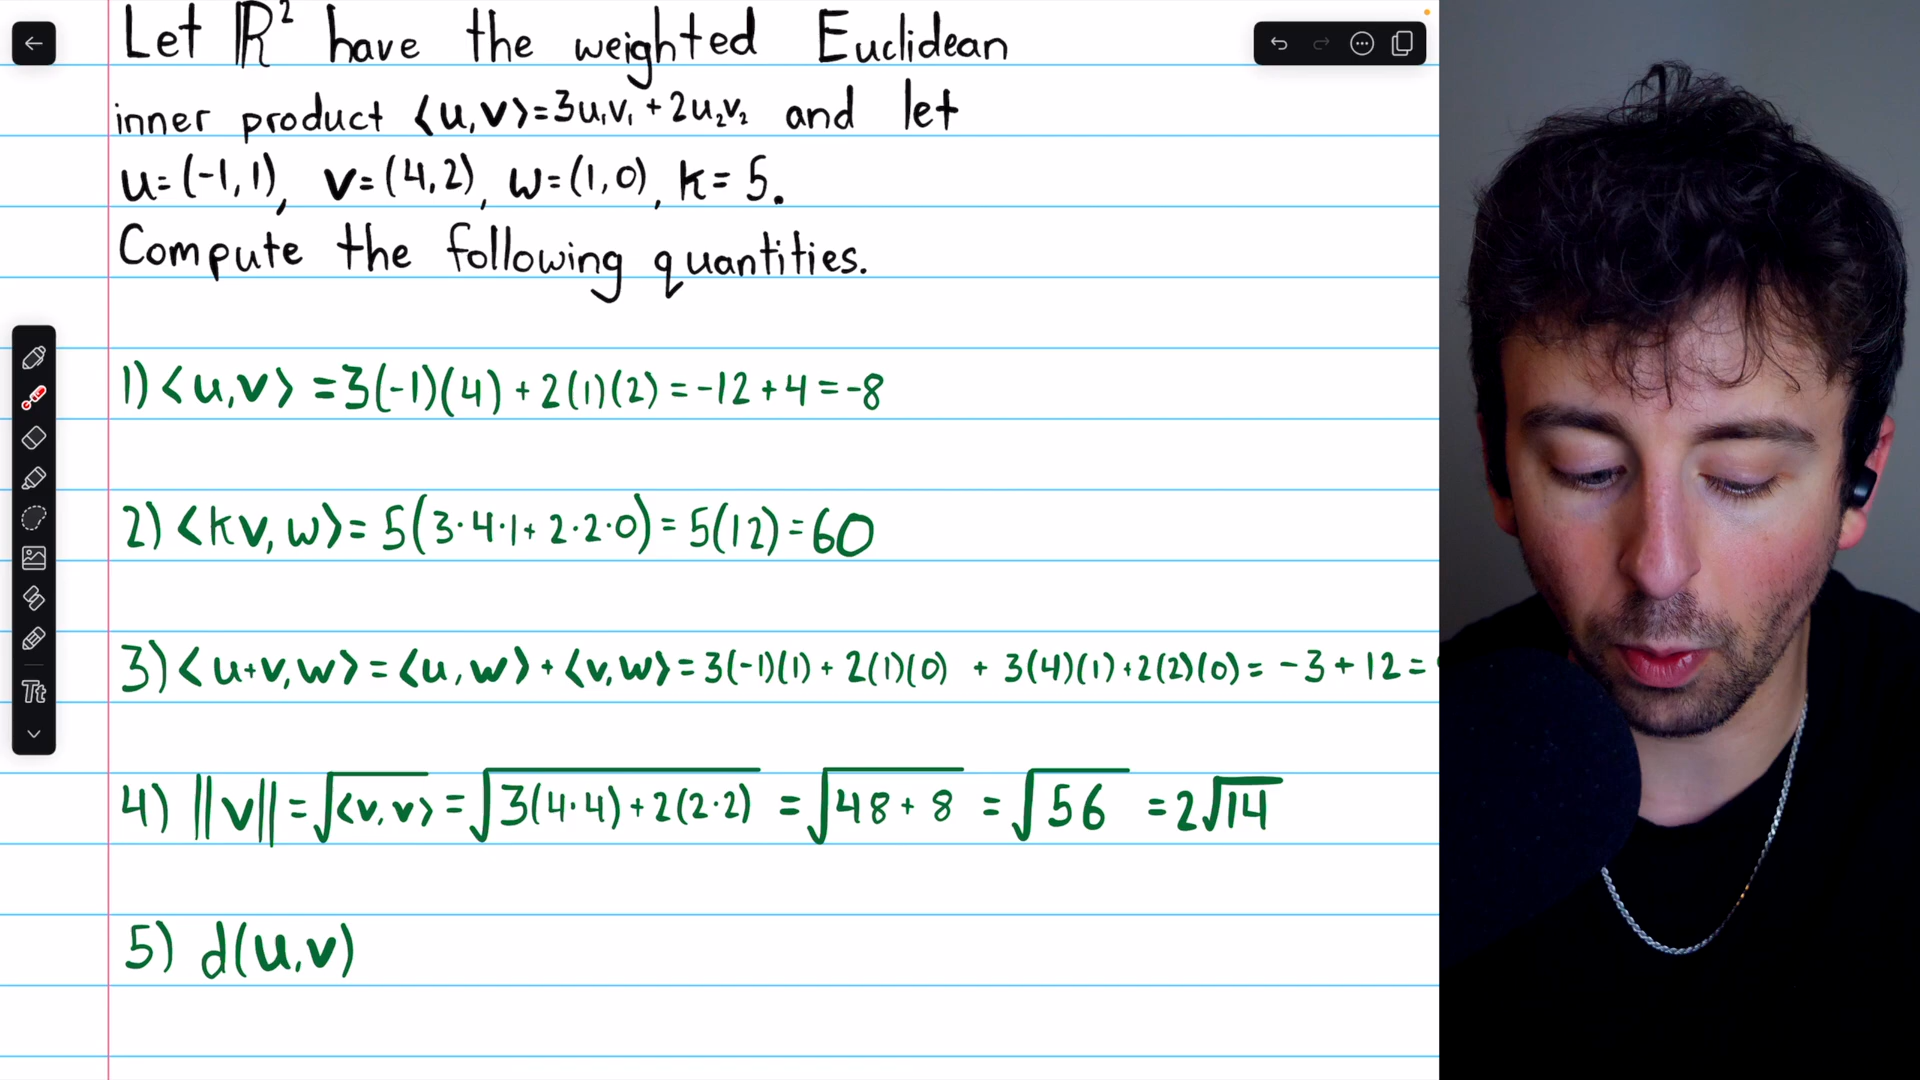 Let ℝ² have the weighted Euclidean
inner product ⟨u,v⟩=3u₁v₁+2u₂v₂ and let
u=(-1,1), v=(4,2), w=(1,0), k=5.
Compute the following quantities.
1) ⟨u,v⟩ = 3(-1)(4) + 2(1)(2) = -12 + 4 = -8
2) ⟨kv, w⟩ = 5(3·4·1 + 2·2·0) = 5(12) = 60
3) ⟨u+v,w⟩ = ⟨u,w⟩ + ⟨v,w⟩ = 3(-1)(1) + 2(1)(0) + 3(4)(1) + 2(2)(0) = -3 + 12 =
4) ||v|| = √⟨v,v⟩ = √3(4·4) + 2(2·2) = √48 + 8 = √56 = 2√14
5) d(u,v)
Tt